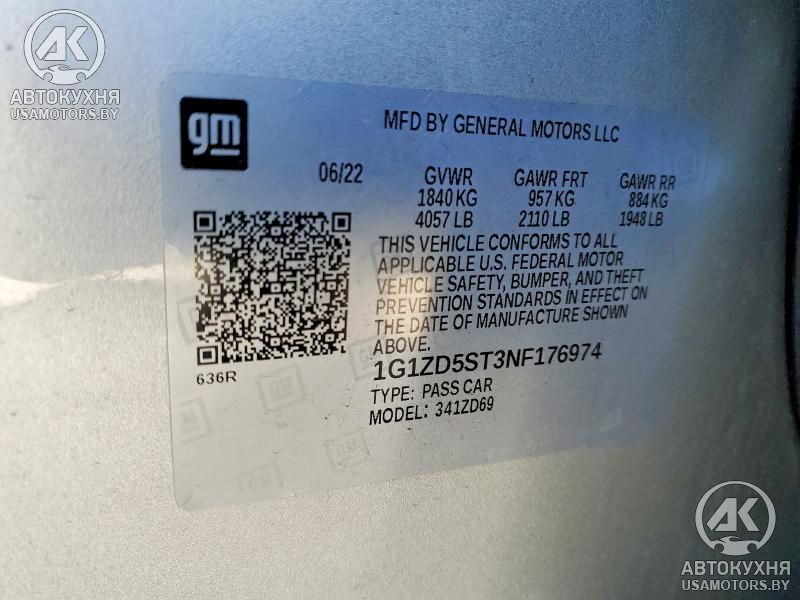 AK
АВТОКУХНЯ
USAMOTORS.BY
gm
MFD BY GENERAL MOTORS LLC
06/22 GVWR GAWR FRT GAWR RR
1840 KG 957 KG 884 KG
4057 LB 2110 LB 1948 LB
THIS VEHICLE CONFORMS TO ALL
APPLICABLE U.S. FEDERAL MOTOR
VEHICLE SAFETY, BUMPER, AND THEFT
PREVENTION STANDARDS IN EFFECT ON
THE DATE OF MANUFACTURE SHOWN
ABOVE.
636R
1G1ZD5ST3NF176974
TYPE: PASS CAR
MODEL: 341ZD69
AK
АВТОКУХНЯ
USAMOTORS.BY